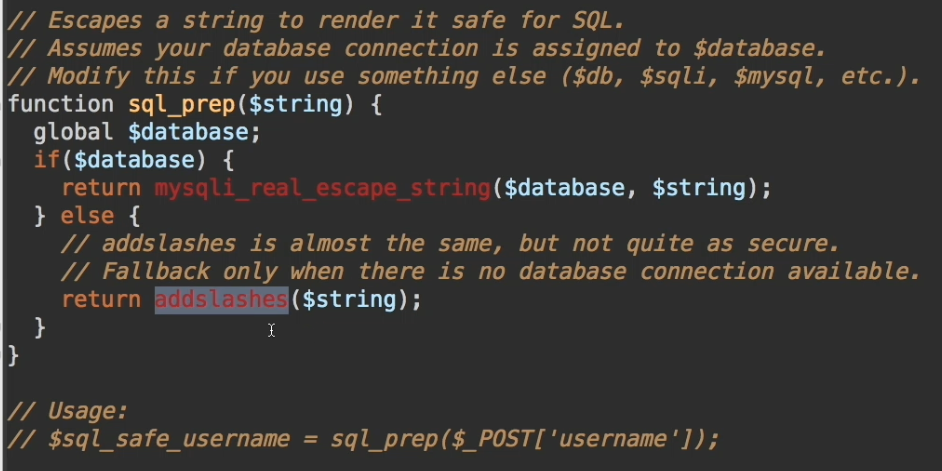 // Escapes a string to render it safe for SQL.
// Assumes your database connection is assigned to $database.
// Modify this if you use something else ($db, $sqli, $mysql, etc.).
function sql_prep($string) {
  global $database;
  if($database) {
    return mysqli_real_escape_string($database, $string);
  } else {
    // addslashes is almost the same, but not quite as secure.
    // Fallback only when there is no database connection available.
    return addslashes($string);
  }
}

// Usage:
// $sql_safe_username = sql_prep($_POST['username']);